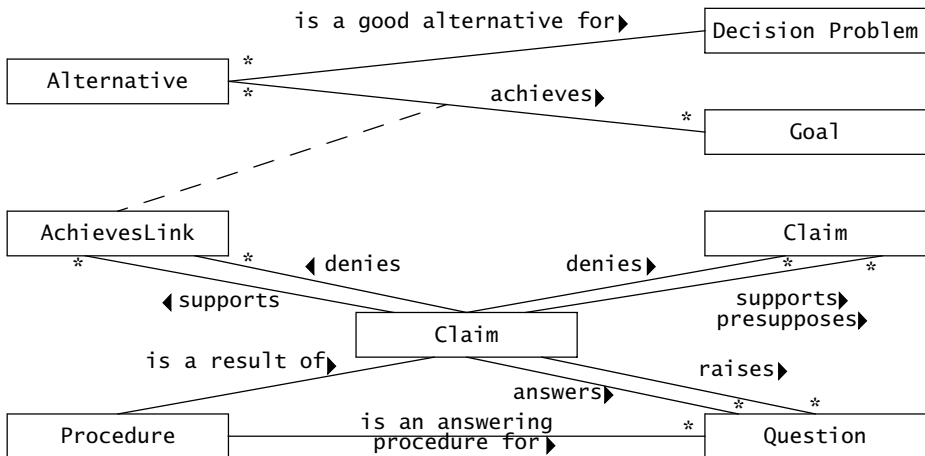 is a good alternative for▶
Decision Problem
*
Alternative
*
achieves▶
*
Goal
AchievesLink
Claim
*
*
◀ denies
denies▶
*
*
◀ supports
supports▶
presupposes▶
Claim
is a result of▶
raises▶
answers▶
*
*
Procedure
is an answering
procedure for▶
*
Question